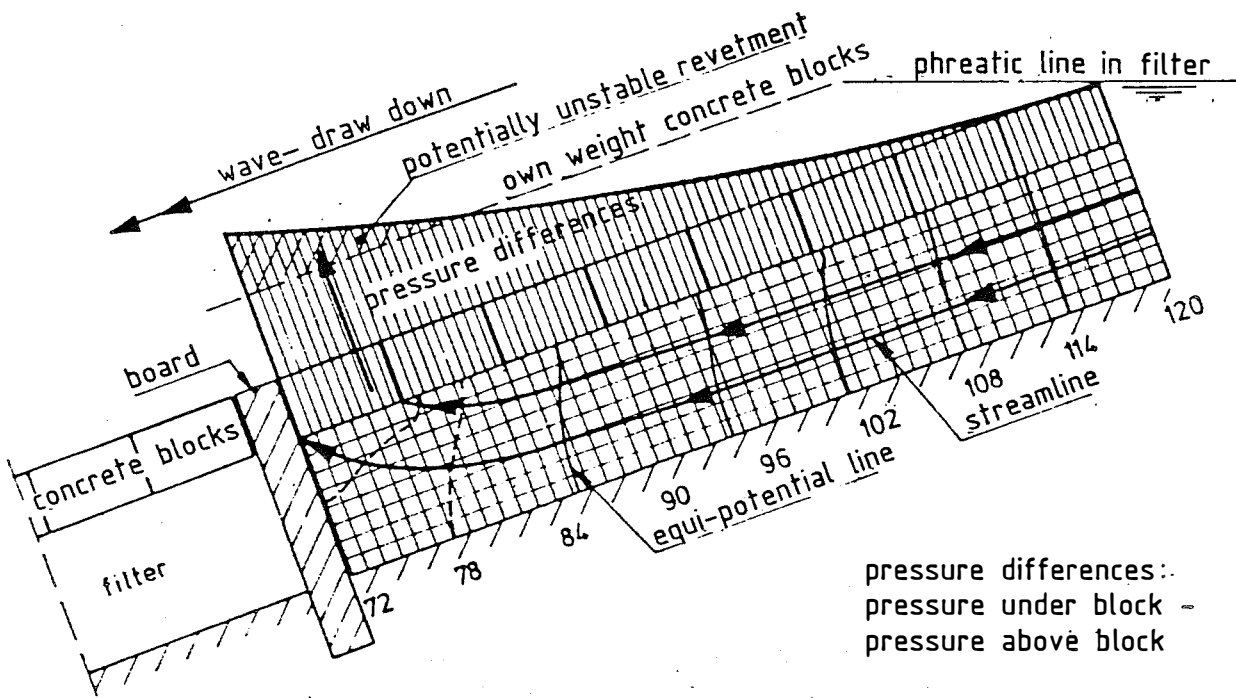 wave- draw down
potentially unstable revetment
own weight concrete blocks
phreatic line in filter
pressure differences
board
concrete blocks
filter
72
78
84
90
96
102
108
114
120
equi-potential line
streamline
pressure differences:
pressure under block -
pressure above block